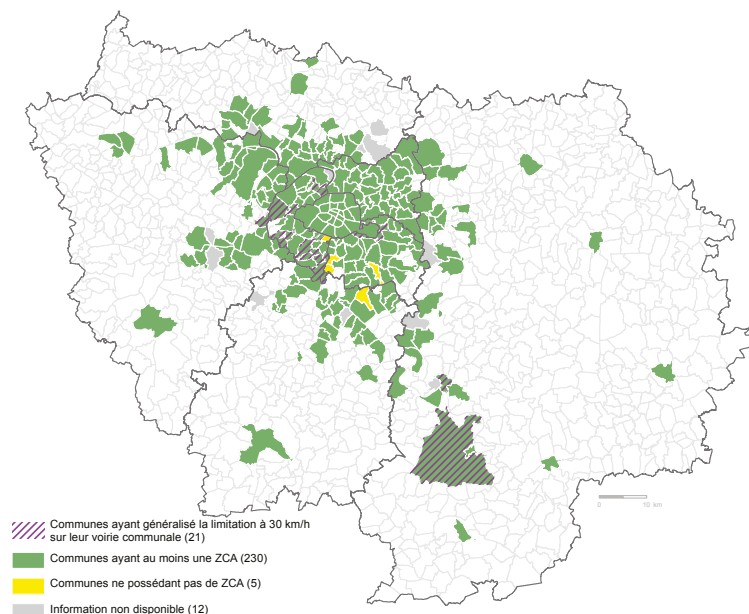 0 10 km
Communes ayant généralisé la limitation à 30 km/h
sur leur voirie communale (21)
Communes ayant au moins une ZCA (230)
Communes ne possédant pas de ZCA (5)
Information non disponible (12)